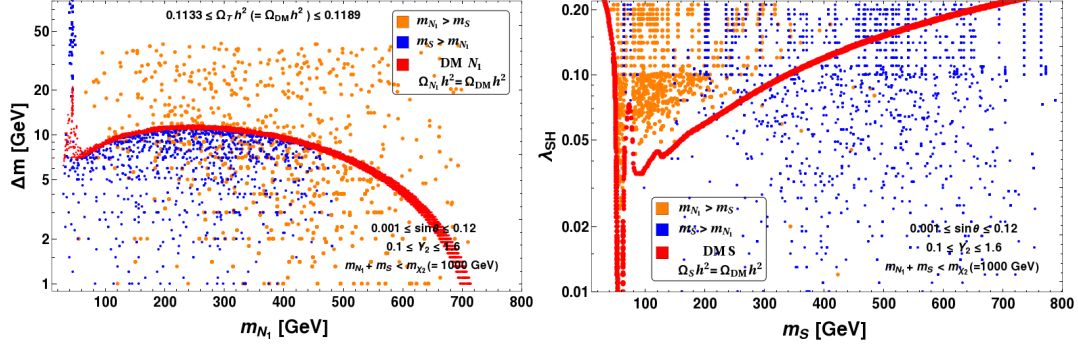 0.1133 ≤ Ω_T h² (= Ω_DM h²) ≤ 0.1189
m_N₁ > m_S
m_S > m_N₁
DM N₁
Ω_N₁ h² = Ω_DM h²
50
20
10
5
2
1
Δm [GeV]
0.001 ≤ sinθ ≤ 0.12
0.1 ≤ Y₂ ≤ 1.6
m_N₁ + m_S < m_χ₂ (= 1000 GeV)
100 200 300 400 500 600 700 800
m_N₁ [GeV]
0.20
0.10
0.05
0.02
0.01
λ_SH
m_N₁ > m_S
m_S > m_N₁
DM S
Ω_S h² = Ω_DM h²
0.001 ≤ sinθ ≤ 0.12
0.1 ≤ Y₂ ≤ 1.6
m_N₁ + m_S < m_χ₂ (=1000 GeV)
100 200 300 400 500 600 700 800
m_S [GeV]